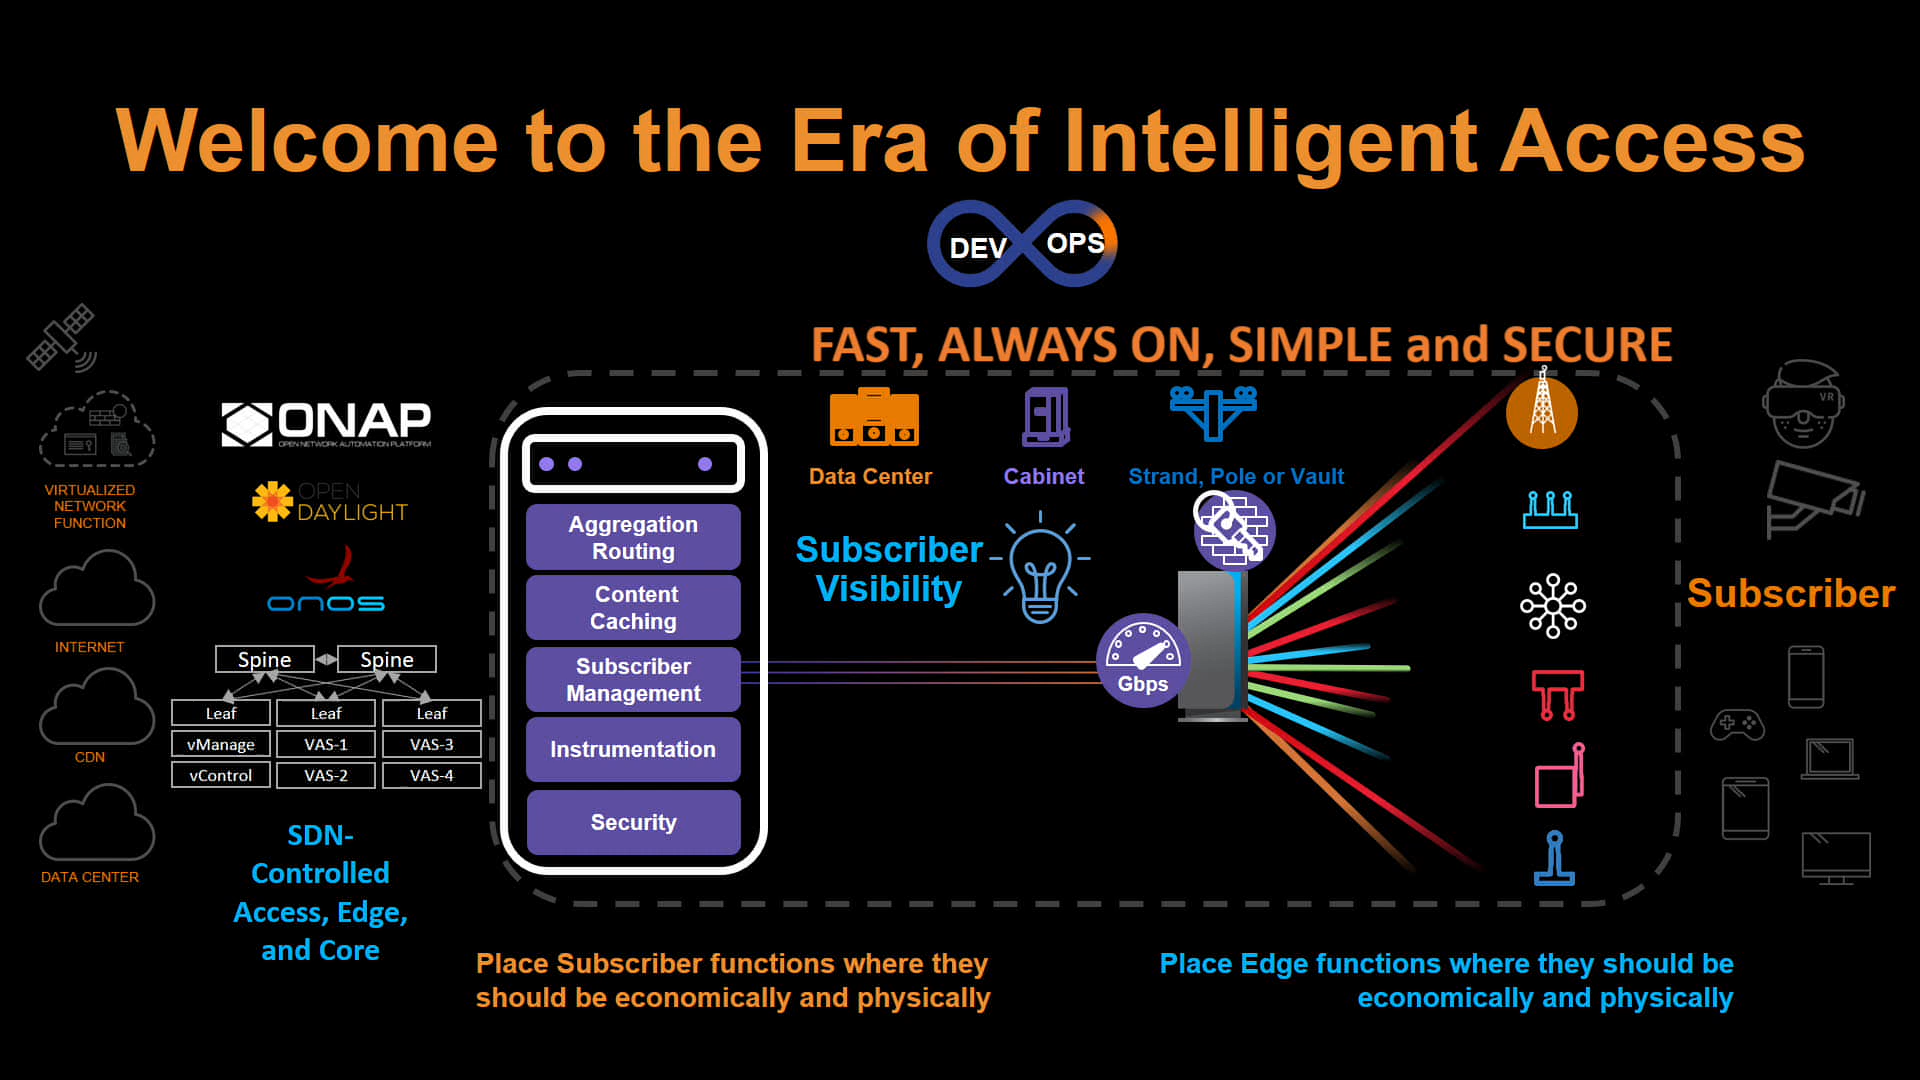 Welcome to the Era of Intelligent Access
DEV OPS
FAST, ALWAYS ON, SIMPLE and SECURE
VIRTUALIZED
NETWORK
FUNCTION
INTERNET
CDN
DATA CENTER
ONAP
OPEN NETWORK AUTOMATION PLATFORM
OPEN
DAYLIGHT
onos
Spine Spine
Leaf Leaf Leaf
vManage VAS-1 VAS-3
vControl VAS-2 VAS-4
SDN-
Controlled
Access, Edge,
and Core
Aggregation
Routing
Content
Caching
Subscriber
Management
Instrumentation
Security
Data Center
Cabinet
Strand, Pole or Vault
Subscriber
Visibility
Gbps
VR
Subscriber
Place Subscriber functions where they
should be economically and physically
Place Edge functions where they should be
economically and physically